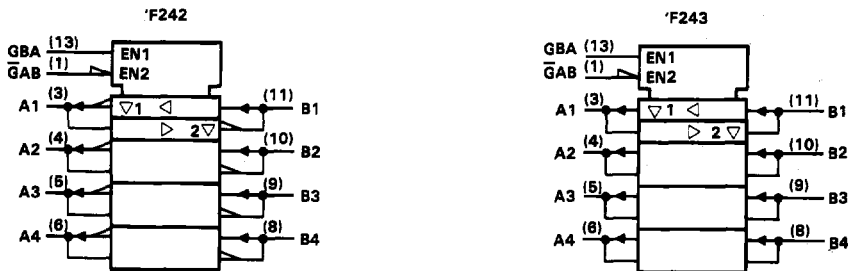 'F242
GBA (13) EN1
G̅AB (1) EN2
A1 (3) ▽1 ◁ (11) B1
▷ 2▽
A2 (4) (10) B2
A3 (5) (9) B3
A4 (6) (8) B4
'F243
GBA (13) EN1
G̅AB (1) EN2
A1 (3) ▽1 ◁ (11) B1
▷ 2▽
A2 (4) (10) B2
A3 (5) (9) B3
A4 (6) (8) B4